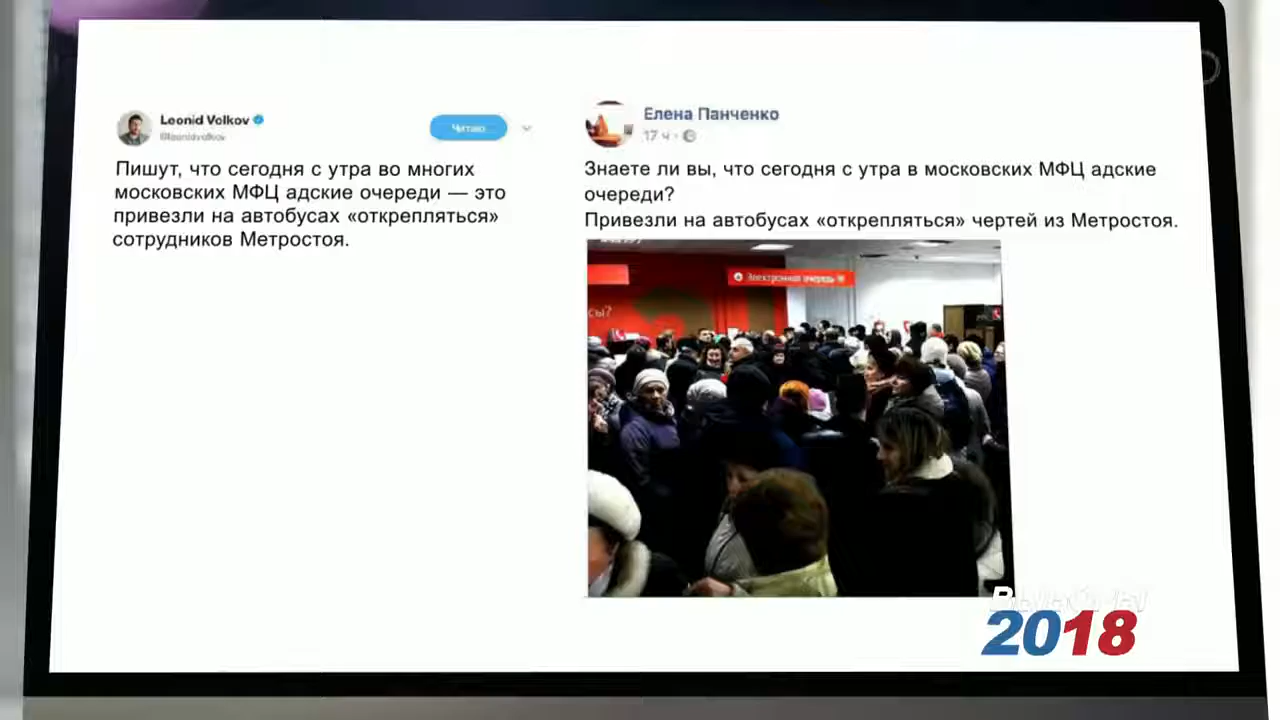 Leonid Volkov
@leonidvolkov
Читаю
Пишут, что сегодня с утра во многих
московских МФЦ адские очереди — это
привезли на автобусах «открепляться»
сотрудников Метростоя.
Елена Панченко
17 ч
Знаете ли вы, что сегодня с утра в московских МФЦ адские
очереди?
Привезли на автобусах «открепляться» чертей из Метростоя.
Электронная очередь
сы?
Выборы
2018